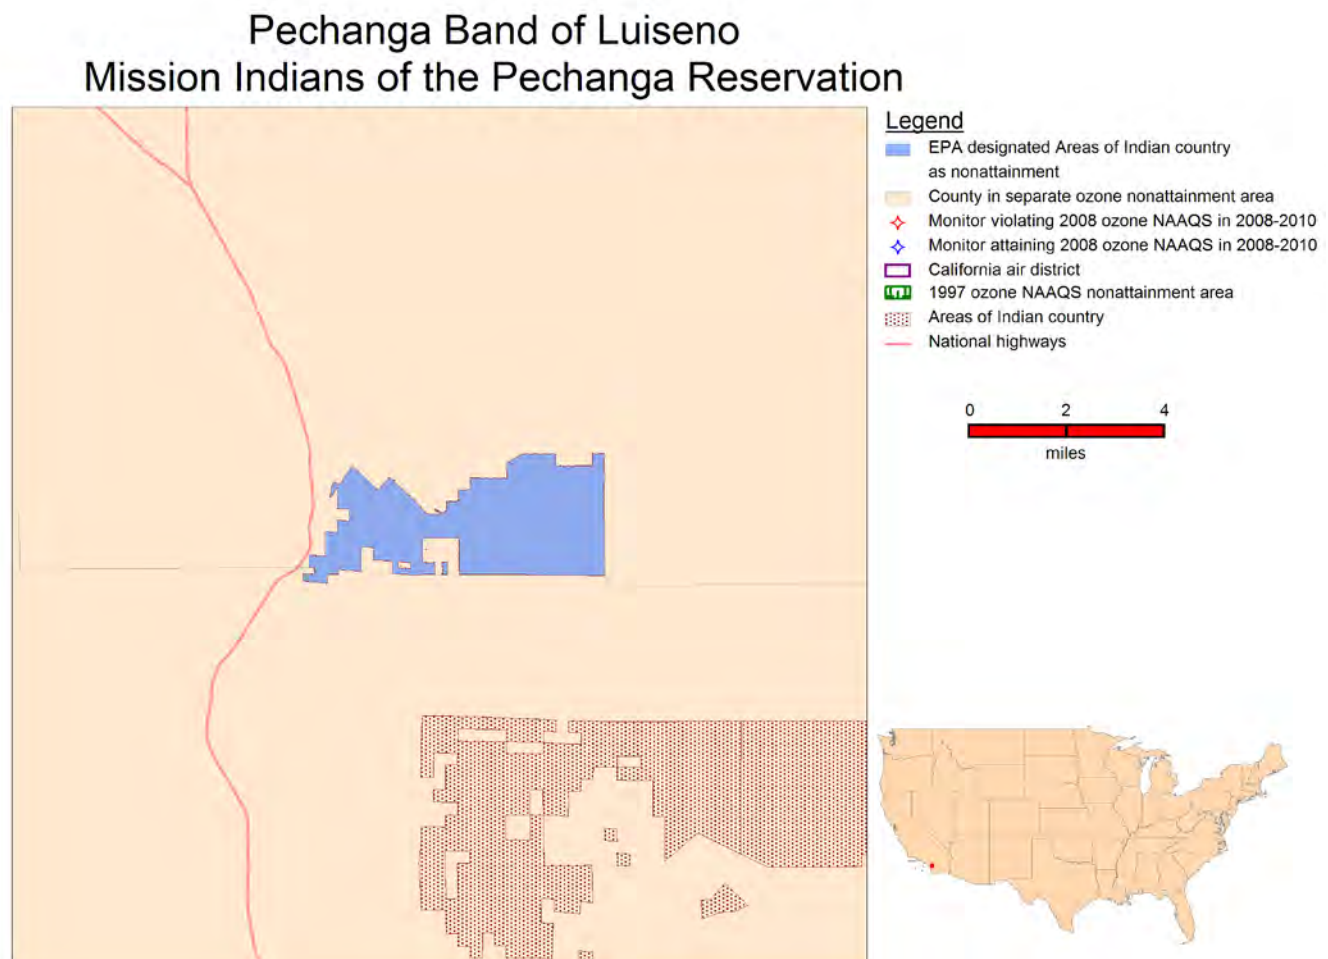 Pechanga Band of Luiseno
Mission Indians of the Pechanga Reservation
Legend
EPA designated Areas of Indian country
as nonattainment
County in separate ozone nonattainment area
Monitor violating 2008 ozone NAAQS in 2008-2010
Monitor attaining 2008 ozone NAAQS in 2008-2010
California air district
1997 ozone NAAQS nonattainment area
Areas of Indian country
National highways
0 2 4
miles